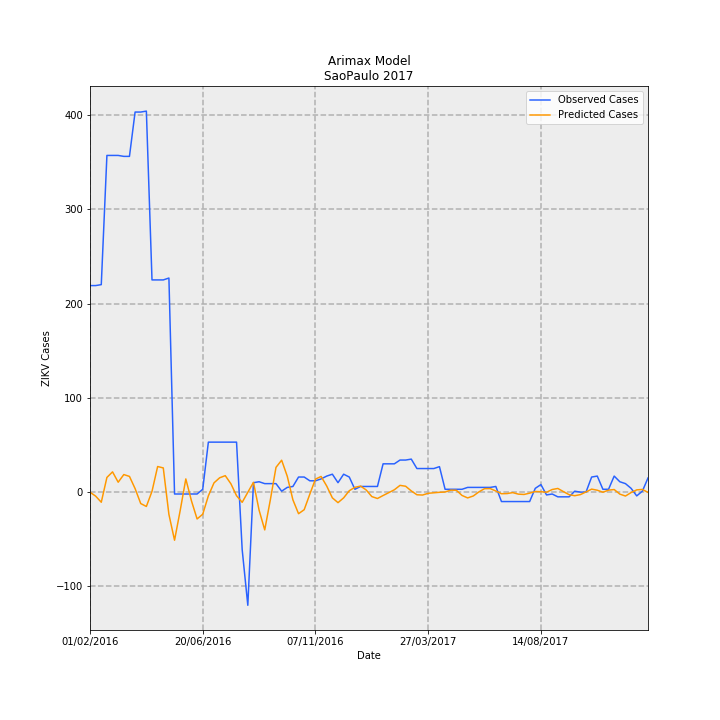 Arimax Model
SaoPaulo 2017
Observed Cases
Predicted Cases
400
300
200
100
0
−100
ZIKV Cases
01/02/2016 20/06/2016 07/11/2016 27/03/2017 14/08/2017
Date